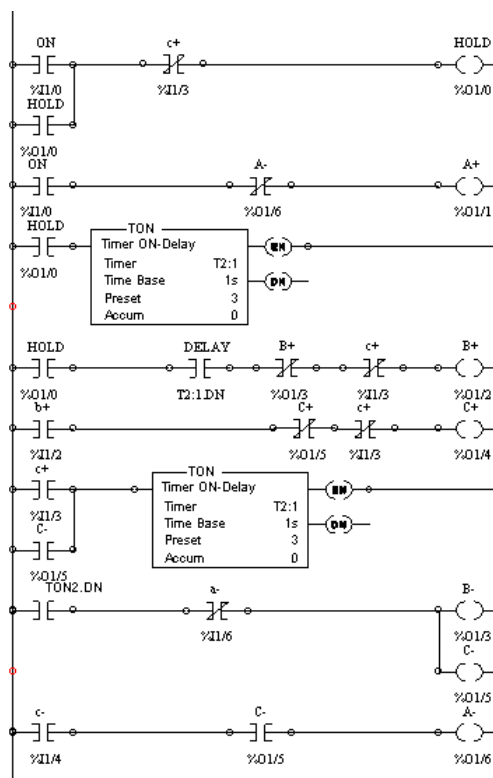 ON c+ HOLD
%I1/0 %I1/3 %O1/0
HOLD
%O1/0
ON A- A+
%I1/0 %O1/6 %O1/1
HOLD
%O1/0
TON
Timer ON-Delay
Timer T2:1
Time Base 1s
Preset 3
Accum 0
EN
DN
HOLD DELAY B+ c+ B+
%O1/0 T2:1.DN %O1/3 %I1/3 %O1/2
b+ C+ c+ C+
%I1/2 %O1/5 %I1/3 %O1/4
c+
%I1/3
C-
%O1/5
TON
Timer ON-Delay
Timer T2:1
Time Base 1s
Preset 3
Accum 0
EN
DN
TON2.DN a- B-
%I1/6 %O1/3
C-
%O1/5
c- C- A-
%I1/4 %O1/5 %O1/6